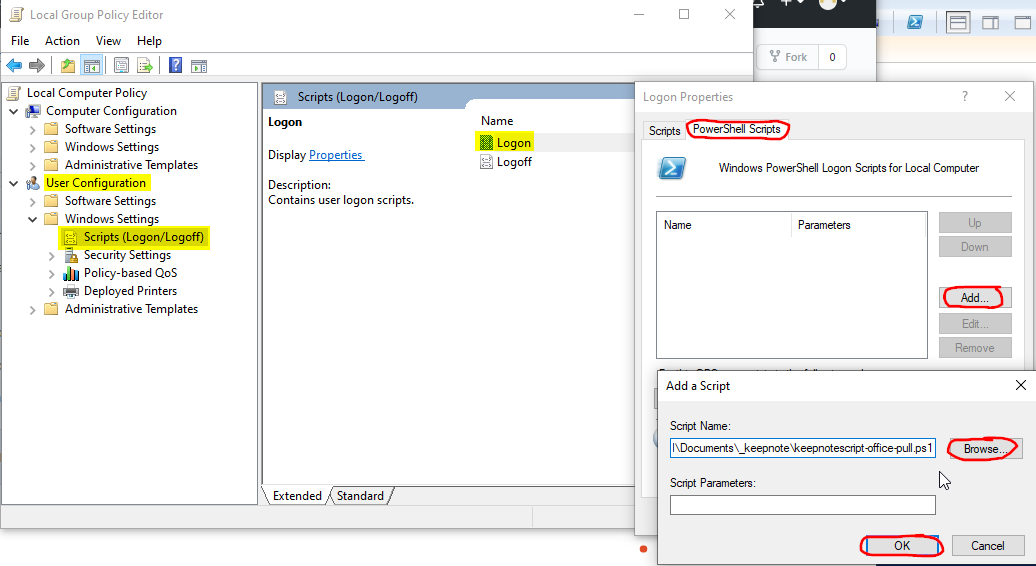 Local Group Policy Editor
File Action View Help
Fork 0
Local Computer Policy
Computer Configuration
Software Settings
Windows Settings
Administrative Templates
User Configuration
Software Settings
Windows Settings
Scripts (Logon/Logoff)
Security Settings
Policy-based QoS
Deployed Printers
Administrative Templates
Scripts (Logon/Logoff)
Logon
Display Properties
Description:
Contains user logon scripts.
Name
Logon
Logoff
Extended Standard
Logon Properties
?
Scripts PowerShell Scripts
Windows PowerShell Logon Scripts for Local Computer
Name Parameters
Up
Down
Add...
Edit...
Remove
Add a Script
Script Name:
l\Documents\_keepnote\keepnotescript-office-pull.ps1
Browse...
Script Parameters:
OK Cancel